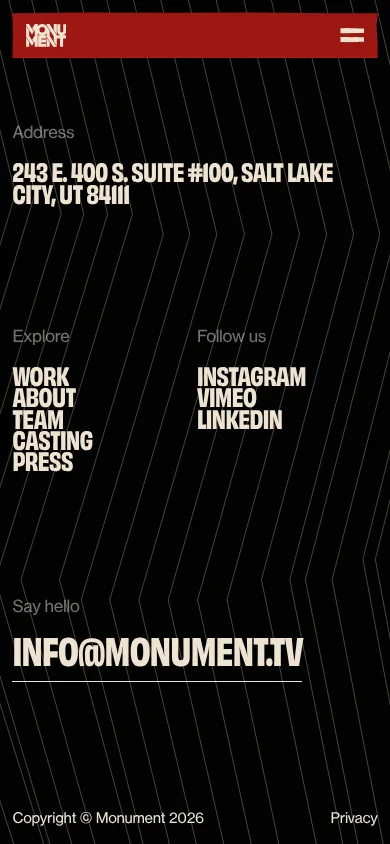 MONU
MENT
Address
243 E. 400 S. SUITE #100, SALT LAKE
CITY, UT 84111
Explore
WORK
ABOUT
TEAM
CASTING
PRESS
Follow us
INSTAGRAM
VIMEO
LINKEDIN
Say hello
INFO@MONUMENT.TV
Copyright © Monument 2026
Privacy